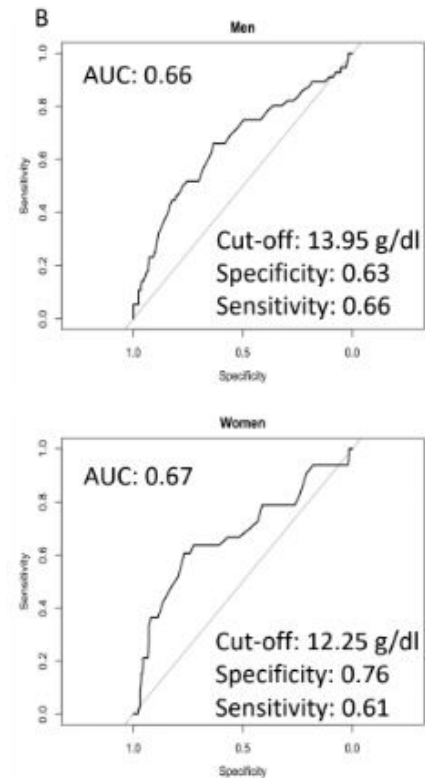 B
Men
AUC: 0.66
1.0
0.8
0.6
0.4
0.2
0.0
Sensitivity
Cut-off: 13.95 g/dl
Specificity: 0.63
Sensitivity: 0.66
1.0
0.5
0.0
Specificity
Women
AUC: 0.67
1.0
0.8
0.6
0.4
0.2
0.0
Sensitivity
Cut-off: 12.25 g/dl
Specificity: 0.76
Sensitivity: 0.61
1.0
0.5
0.0
Specificity